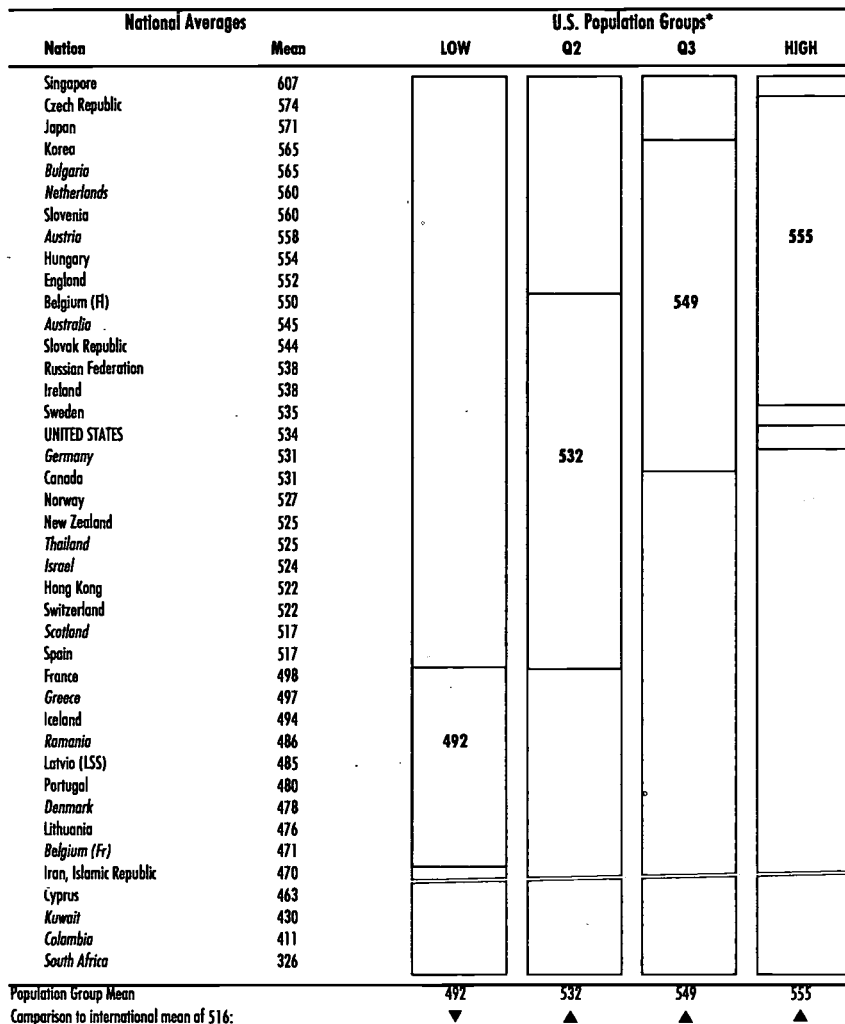 National Averages U.S. Population Groups*
Nation Mean LOW Q2 Q3 HIGH
Singapore 607
Czech Republic 574
Japan 571
Korea 565
Bulgaria 565
Netherlands 560
Slovenia 560
Austria 558 555
Hungary 554
England 552
Belgium (Fl) 550 549
Australia 545
Slovak Republic 544
Russian Federation 538
Ireland 538
Sweden 535
UNITED STATES 534
Germany 531 532
Canada 531
Norway 527
New Zealand 525
Thailand 525
Israel 524
Hong Kong 522
Switzerland 522
Scotland 517
Spain 517
France 498
Greece 497
Iceland 494
Romania 486 492
Latvia (LSS) 485
Portugal 480
Denmark 478
Lithuania 476
Belgium (Fr) 471
Iran, Islamic Republic 470
Cyprus 463
Kuwait 430
Colombia 411
South Africa 326
Population Group Mean 492 532 549 555
Comparison to international mean of 516: ▼ ▲ ▲ ▲